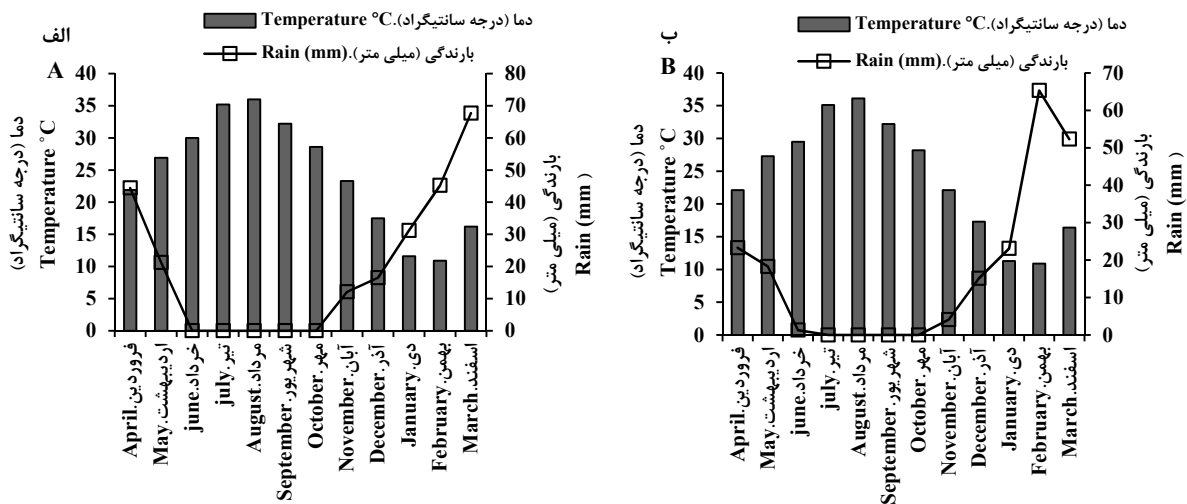 الف
A
Temperature °C.دما (درجه سانتیگراد)
Rain (mm).بارندگی (میلی متر)
دما (درجه سانتیگراد)
Temperature °C
40
35
30
25
20
15
10
5
0
80
70
60
50
40
30
20
10
0
بارندگی (میلی متر)
Rain (mm)
April.فروردین
May.اردیبهشت
june.خرداد
july.تیر
August.مرداد
September.شهریور
October.مهر
November.آبان
December.آذر
January.دی
February.بهمن
March.اسفند
ب
B
Temperature °C.دما (درجه سانتیگراد)
Rain (mm).بارندگی (میلی متر)
دما (درجه سانتیگراد)
Temperature °C
40
35
30
25
20
15
10
5
0
70
60
50
40
30
20
10
0
بارندگی (میلی متر)
Rain (mm)
April.فروردین
May.اردیبهشت
june.خرداد
july.تیر
August.مرداد
September.شهریور
October.مهر
November.آبان
December.آذر
January.دی
February.بهمن
March.اسفند